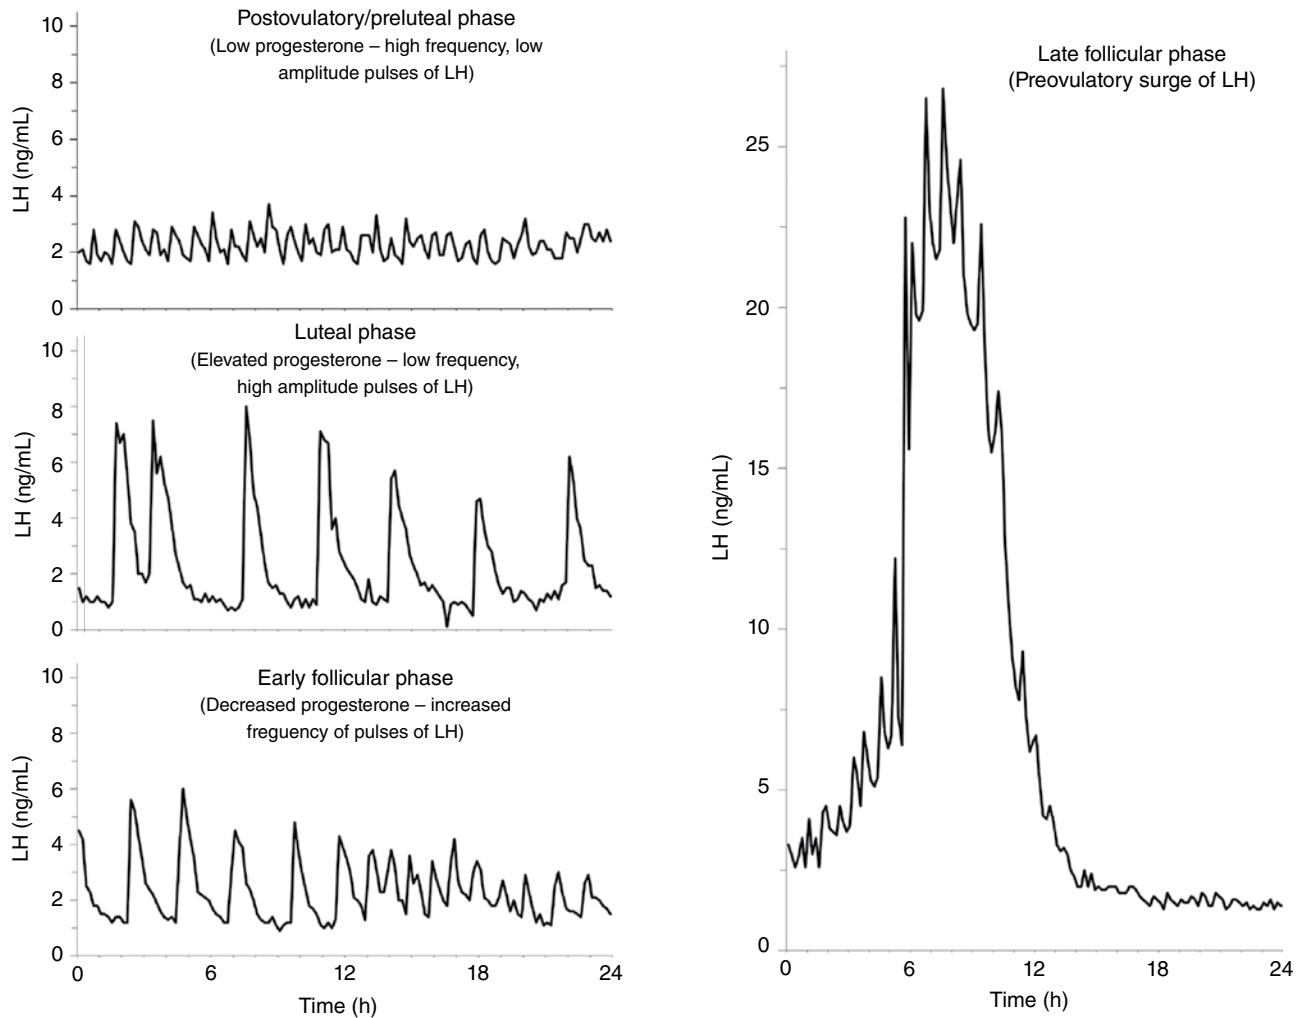 Postovulatory/preluteal phase
(Low progesterone – high frequency, low
amplitude pulses of LH)
10
8
6
4
2
0
LH (ng/mL)
Luteal phase
(Elevated progesterone – low frequency,
high amplitude pulses of LH)
10
8
6
4
2
0
LH (ng/mL)
Early follicular phase
(Decreased progesterone – increased
freguency of pulses of LH)
10
8
6
4
2
0
LH (ng/mL)
0 6 12 18 24
Time (h)
Late follicular phase
(Preovulatory surge of LH)
25
20
15
10
5
0
LH (ng/mL)
0 6 12 18 24
Time (h)